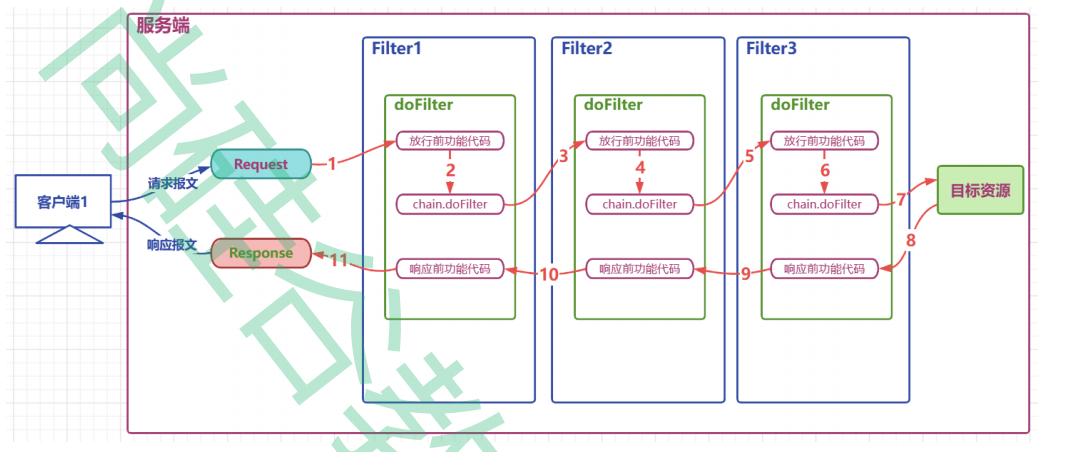 服务端
Filter1
Filter2
Filter3
doFilter
doFilter
doFilter
放行前功能代码
放行前功能代码
放行前功能代码
Request
1
2
3
4
5
6
请求报文
客户端1
chain.doFilter
chain.doFilter
chain.doFilter
7
目标资源
8
响应报文
Response
11
响应前功能代码
10
响应前功能代码
9
响应前功能代码
尚硅谷教